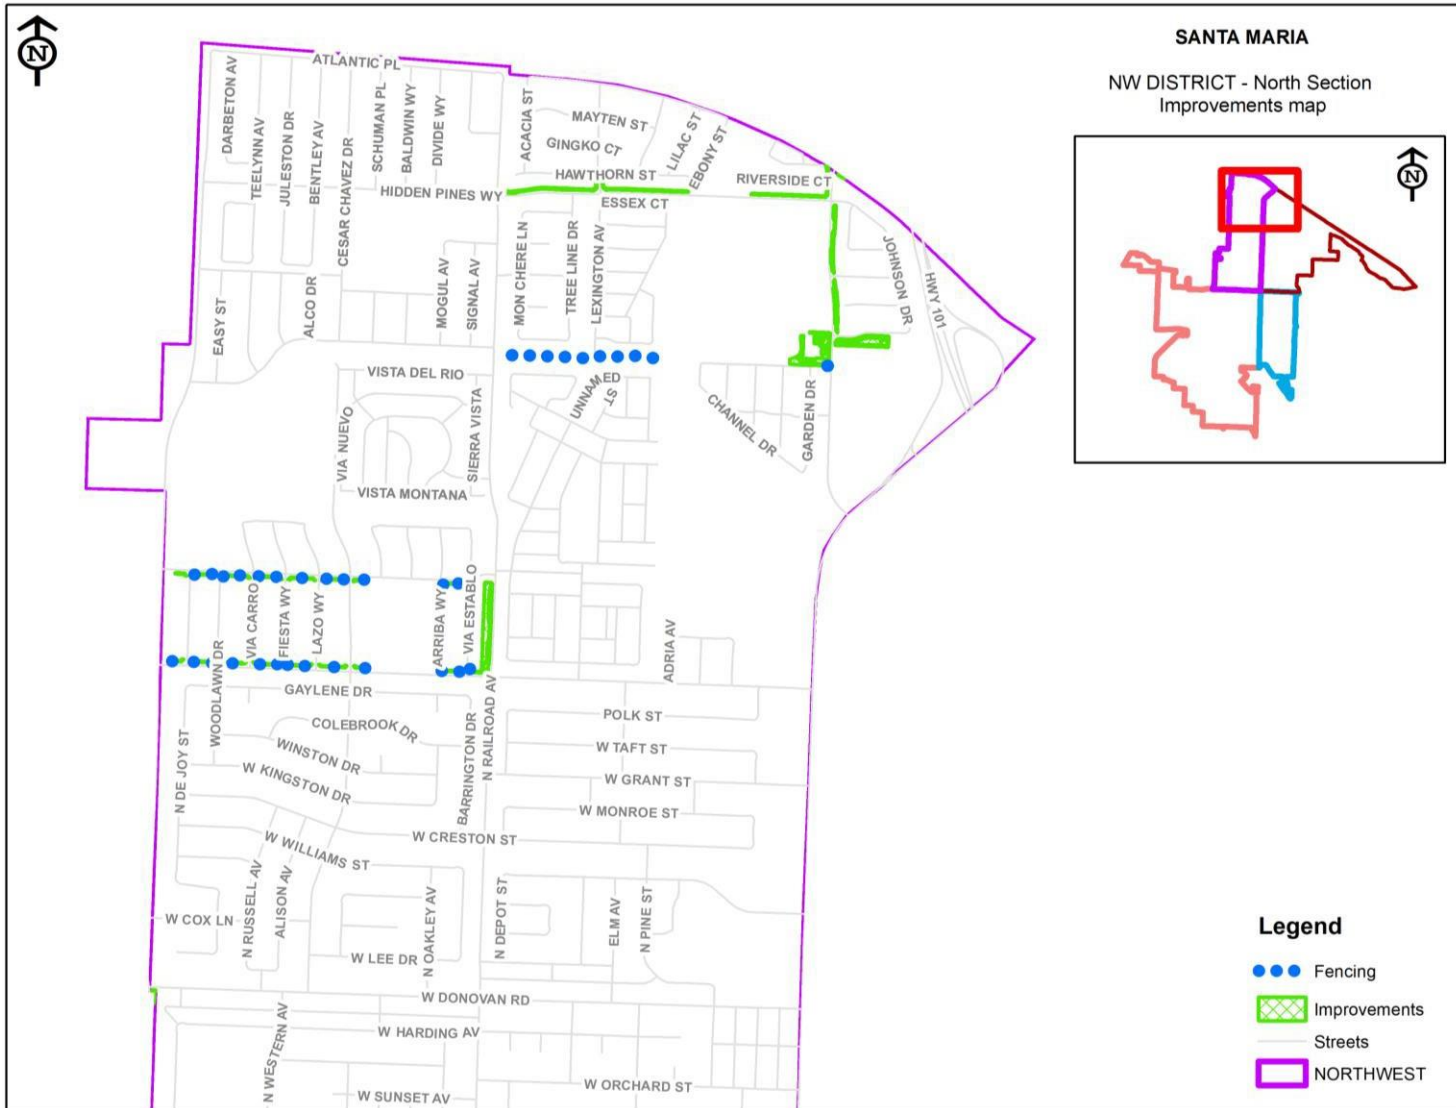 N
SANTA MARIA
NW DISTRICT - North Section
Improvements map
N
ATLANTIC PL
DARBETON AV
TEELYNN AV
JULESTON DR
BENTLEY AV
CESAR CHAVEZ DR
SCHUMAN PL
BALDWIN WY
DIVIDE WY
ACACIA ST
MAYTEN ST
GINGKO CT
LILAC ST
EBONY ST
HAWTHORN ST
RIVERSIDE CT
HIDDEN PINES WY
ESSEX CT
EASY ST
ALCO DR
MOGUL AV
SIGNAL AV
MON CHERE LN
TREE LINE DR
LEXINGTON AV
JOHNSON DR
HWY 101
VISTA DEL RIO
UNNAMED ST
CHANNEL DR
GARDEN DR
VIA NUEVO
SIERRA VISTA
VISTA MONTANA
WOODLAWN DR
VIA CARRO
FIESTA WY
LAZO WY
ARRIBA WY
VIA ESTABLO
ADRIA AV
GAYLENE DR
N RAILROAD AV
POLK ST
COLEBROOK DR
W TAFT ST
WINSTON DR
N DE JOY ST
BARRINGTON DR
W KINGSTON DR
W GRANT ST
W MONROE ST
W CRESTON ST
W WILLIAMS ST
N RUSSELL AV
ALISON AV
N OAKLEY AV
N DEPOT ST
ELM AV
N PINE ST
W COX LN
W LEE DR
W DONOVAN RD
W HARDING AV
N WESTERN AV
W ORCHARD ST
W SUNSET AV
Legend
Fencing
Improvements
Streets
NORTHWEST